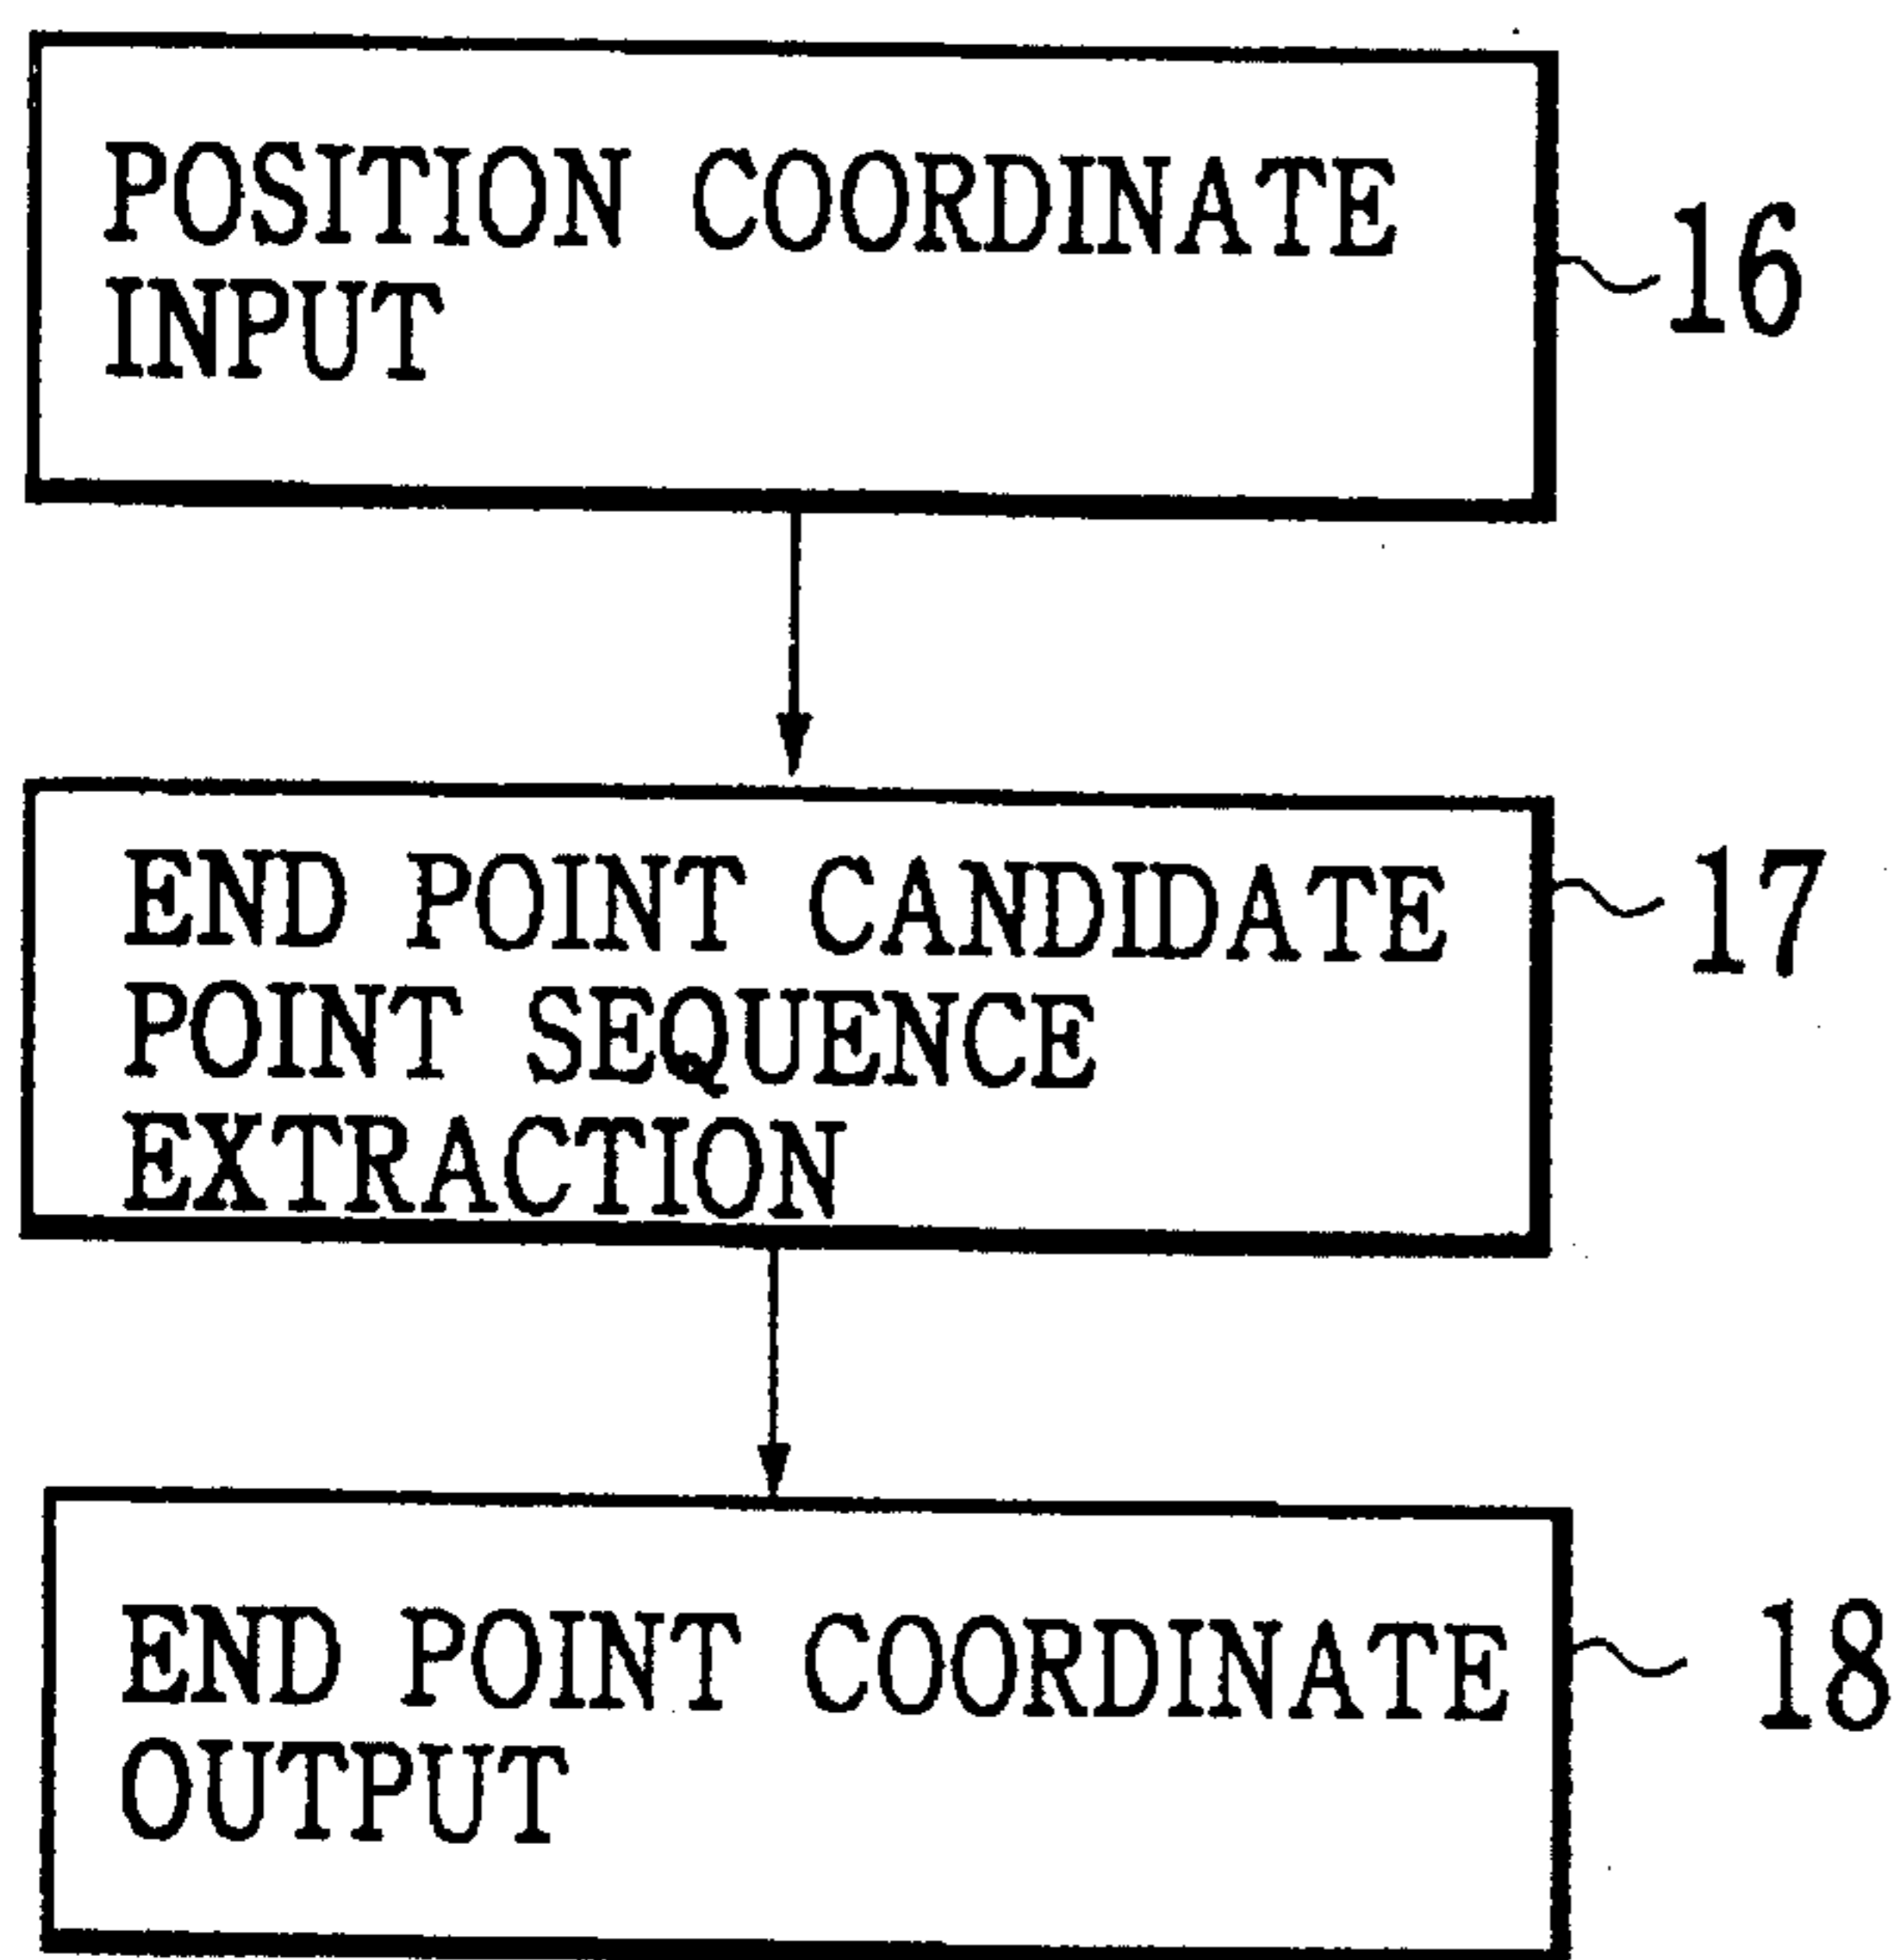 POSITION COORDINATE
INPUT
16
END POINT CANDIDATE
POINT SEQUENCE
EXTRACTION
17
END POINT COORDINATE
OUTPUT
18